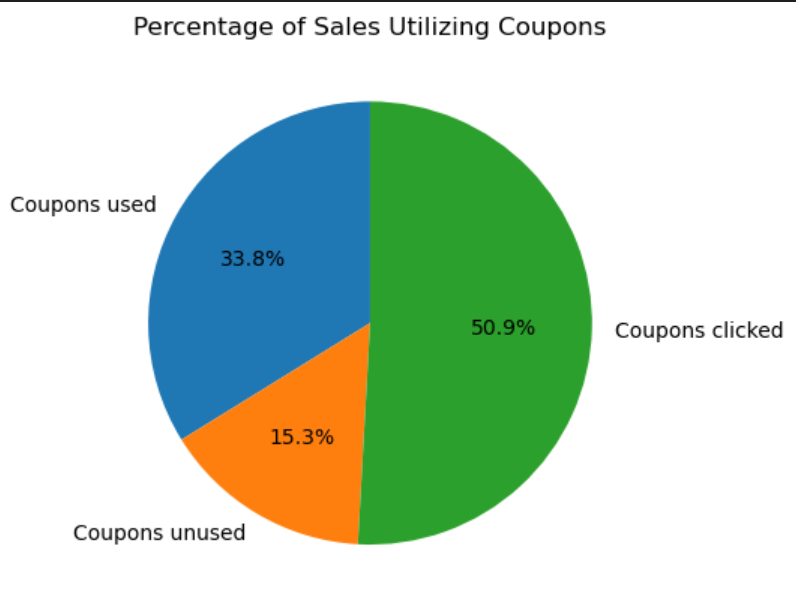 Percentage of Sales Utilizing Coupons
Coupons used
33.8%
50.9%
Coupons clicked
15.3%
Coupons unused